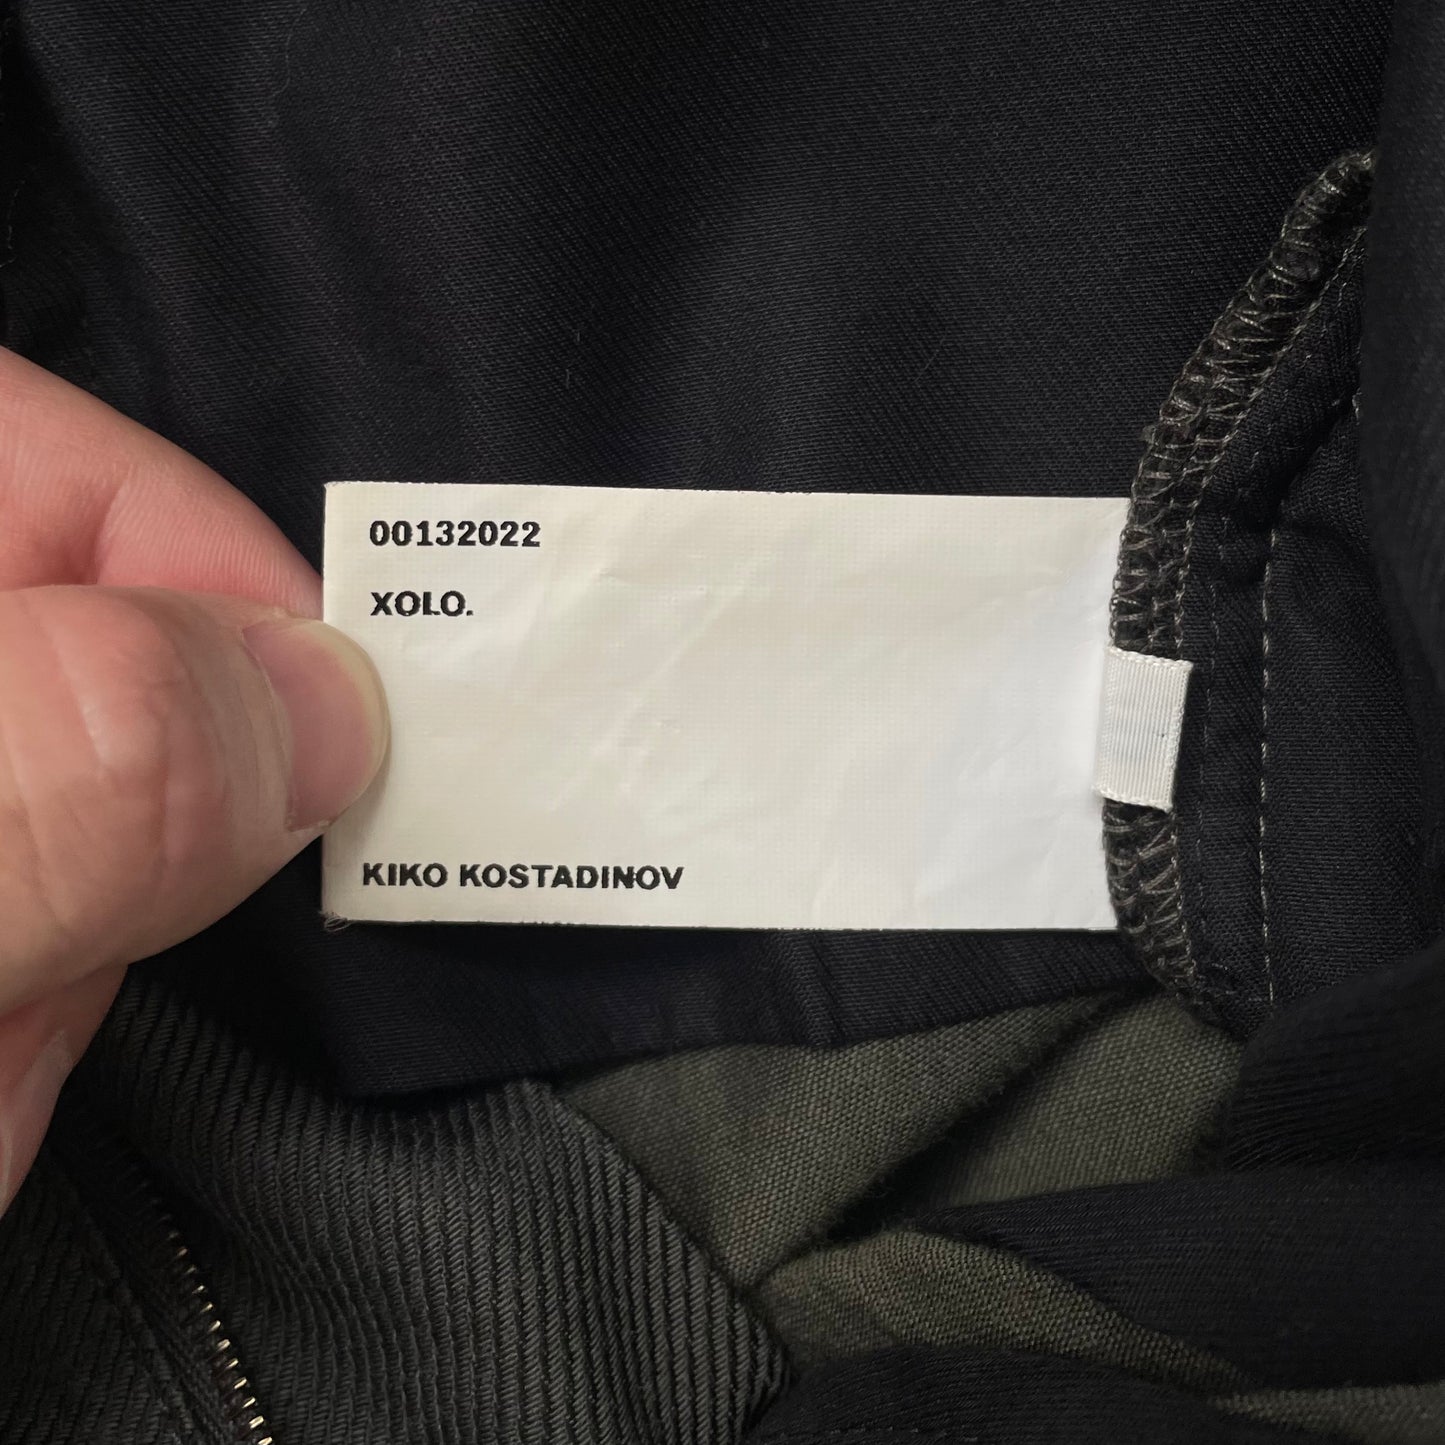 00132022
XOLO.
KIKO KOSTADINOV